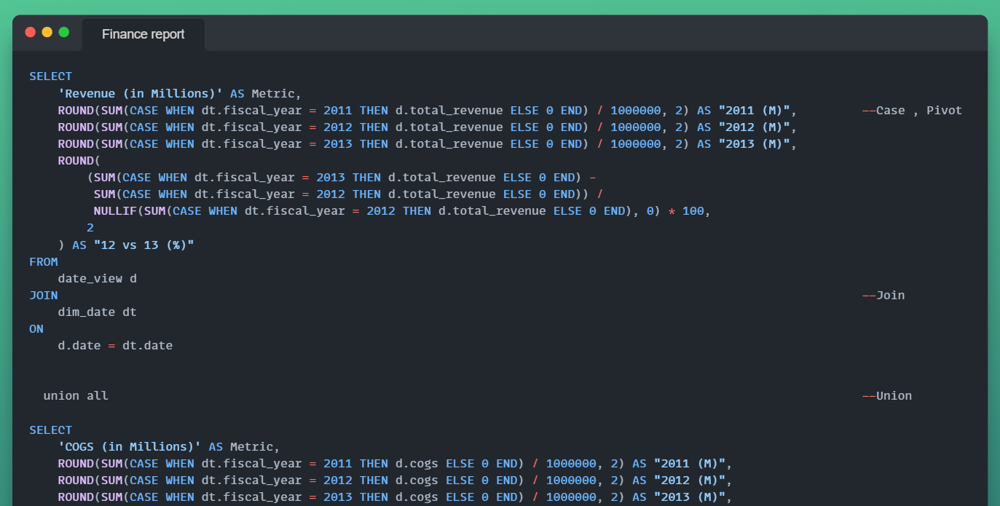 Finance report
SELECT
    'Revenue (in Millions)' AS Metric,
    ROUND(SUM(CASE WHEN dt.fiscal_year = 2011 THEN d.total_revenue ELSE 0 END) / 1000000, 2) AS "2011 (M)",         --Case , Pivot
    ROUND(SUM(CASE WHEN dt.fiscal_year = 2012 THEN d.total_revenue ELSE 0 END) / 1000000, 2) AS "2012 (M)",
    ROUND(SUM(CASE WHEN dt.fiscal_year = 2013 THEN d.total_revenue ELSE 0 END) / 1000000, 2) AS "2013 (M)",
    ROUND(
        (SUM(CASE WHEN dt.fiscal_year = 2013 THEN d.total_revenue ELSE 0 END) -
         SUM(CASE WHEN dt.fiscal_year = 2012 THEN d.total_revenue ELSE 0 END)) /
         NULLIF(SUM(CASE WHEN dt.fiscal_year = 2012 THEN d.total_revenue ELSE 0 END), 0) * 100,
        2
    ) AS "12 vs 13 (%)"
FROM
    date_view d
JOIN                                                                                                                --Join
    dim_date dt
ON
    d.date = dt.date
  union all                                                                                                         --Union
SELECT
    'COGS (in Millions)' AS Metric,
    ROUND(SUM(CASE WHEN dt.fiscal_year = 2011 THEN d.cogs ELSE 0 END) / 1000000, 2) AS "2011 (M)",
    ROUND(SUM(CASE WHEN dt.fiscal_year = 2012 THEN d.cogs ELSE 0 END) / 1000000, 2) AS "2012 (M)",
    ROUND(SUM(CASE WHEN dt.fiscal_year = 2013 THEN d.cogs ELSE 0 END) / 1000000, 2) AS "2013 (M)",